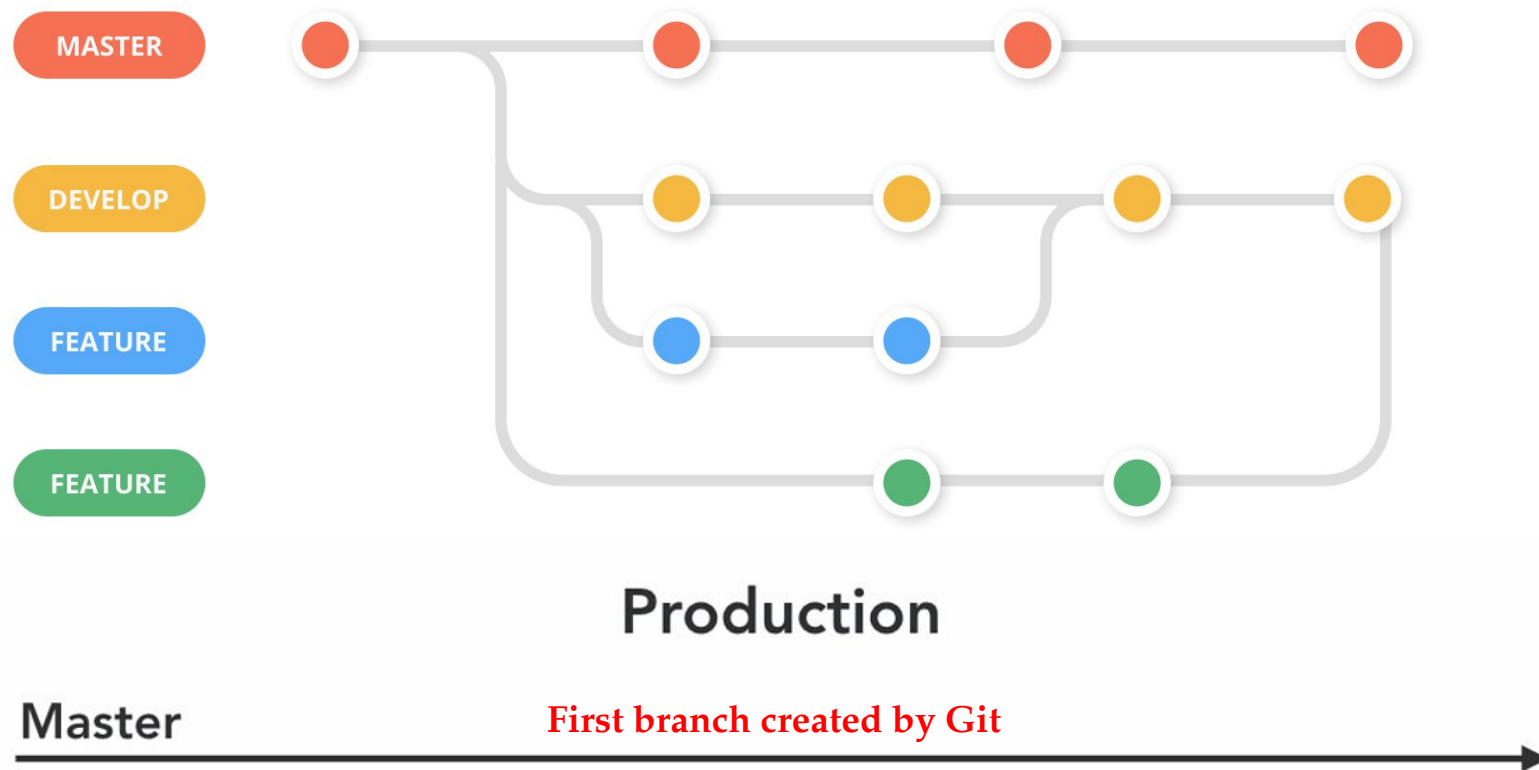 MASTER
DEVELOP
FEATURE
FEATURE
Production
Master
First branch created by Git